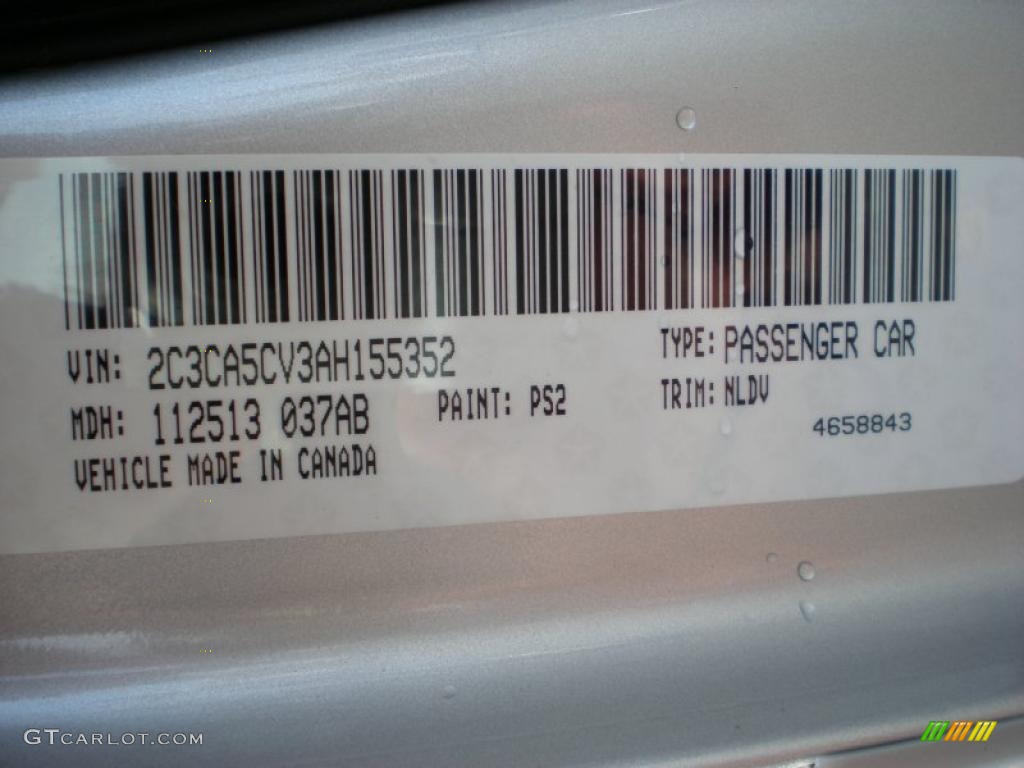 VIN: 2C3CA5CV3AH155352 TYPE: PASSENGER CAR
MDH: 112513 037AB PAINT: PS2 TRIM: NLDV
4658843
VEHICLE MADE IN CANADA
GTCARLOT.COM